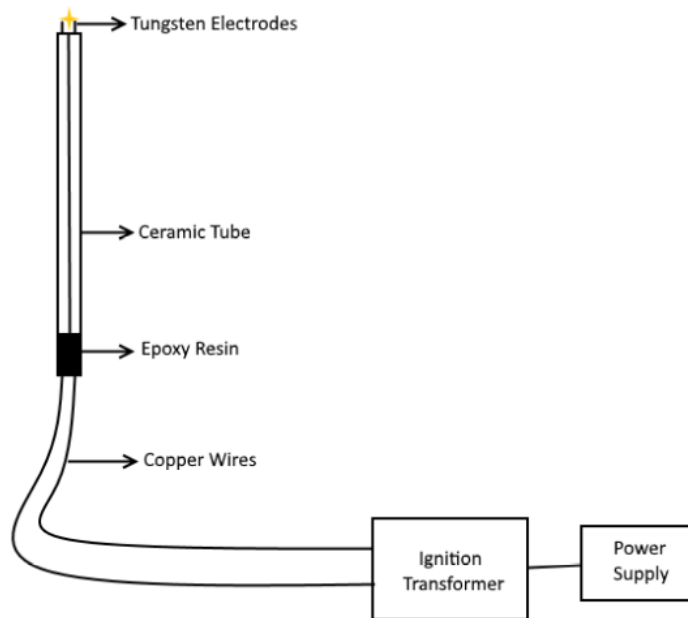 Tungsten Electrodes
Ceramic Tube
Epoxy Resin
Copper Wires
Ignition
Transformer
Power
Supply